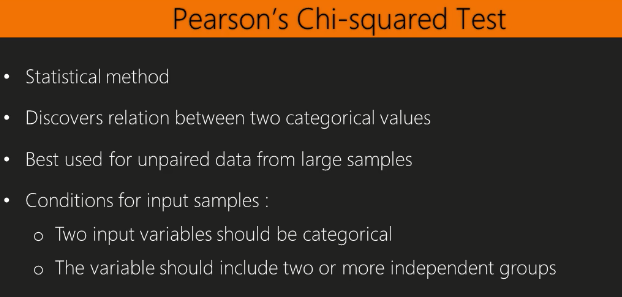 Pearson's Chi-squared Test
• Statistical method
• Discovers relation between two categorical values
• Best used for unpaired data from large samples
• Conditions for input samples :
o Two input variables should be categorical
o The variable should include two or more independent groups